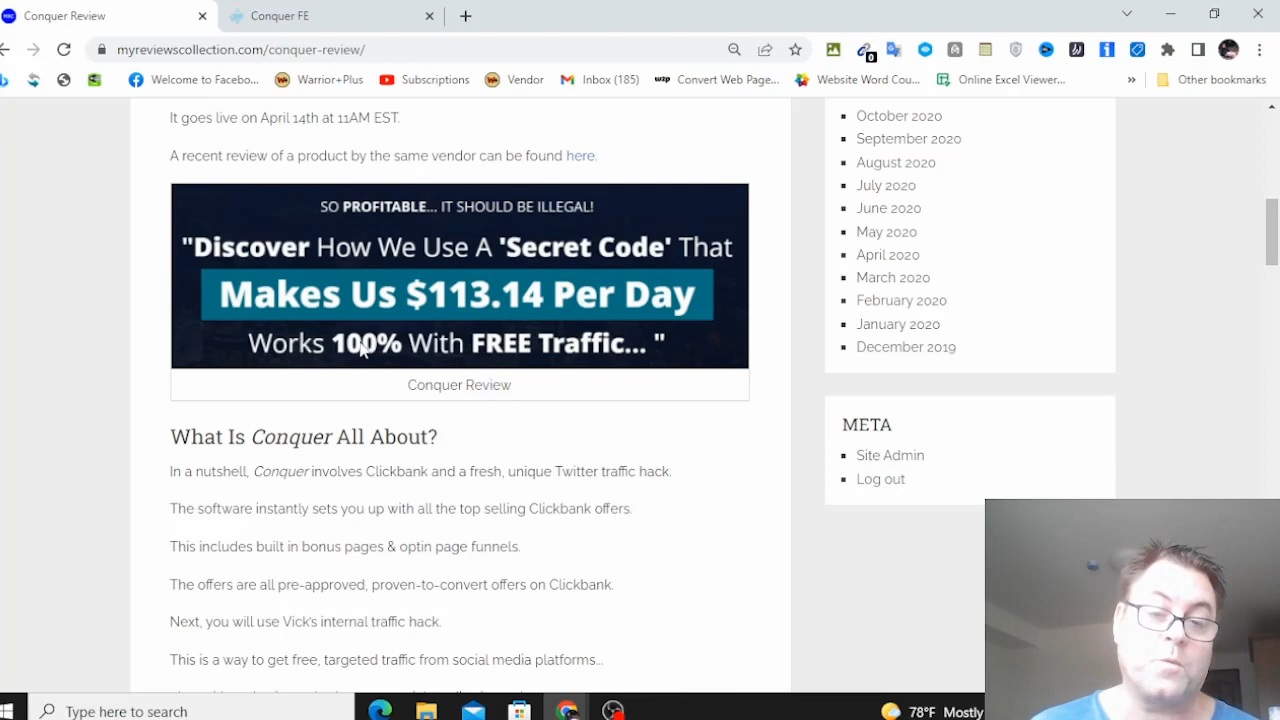 Conquer Review
Conquer FE
myreviewscollection.com/conquer-review/
0
Welcome to Facebo...
Warrior+Plus
Subscriptions
Vendor
Inbox (185)
Convert Web Page...
Website Word Cou...
Online Excel Viewer...
Other bookmarks
It goes live on April 14th at 11AM EST.
A recent review of a product by the same vendor can be found here.
SO PROFITABLE... IT SHOULD BE ILLEGAL!
"Discover How We Use A 'Secret Code' That
Makes Us $113.14 Per Day
Works 100% With FREE Traffic... "
Conquer Review
What Is Conquer All About?
In a nutshell, Conquer involves Clickbank and a fresh, unique Twitter traffic hack.
The software instantly sets you up with all the top selling Clickbank offers.
This includes built in bonus pages & optin page funnels.
The offers are all pre-approved, proven-to-convert offers on Clickbank.
Next, you will use Vick's internal traffic hack.
This is a way to get free, targeted traffic from social media platforms...
October 2020
September 2020
August 2020
July 2020
June 2020
May 2020
April 2020
March 2020
February 2020
January 2020
December 2019
META
Site Admin
Log out
Type here to search
78°F Mostly